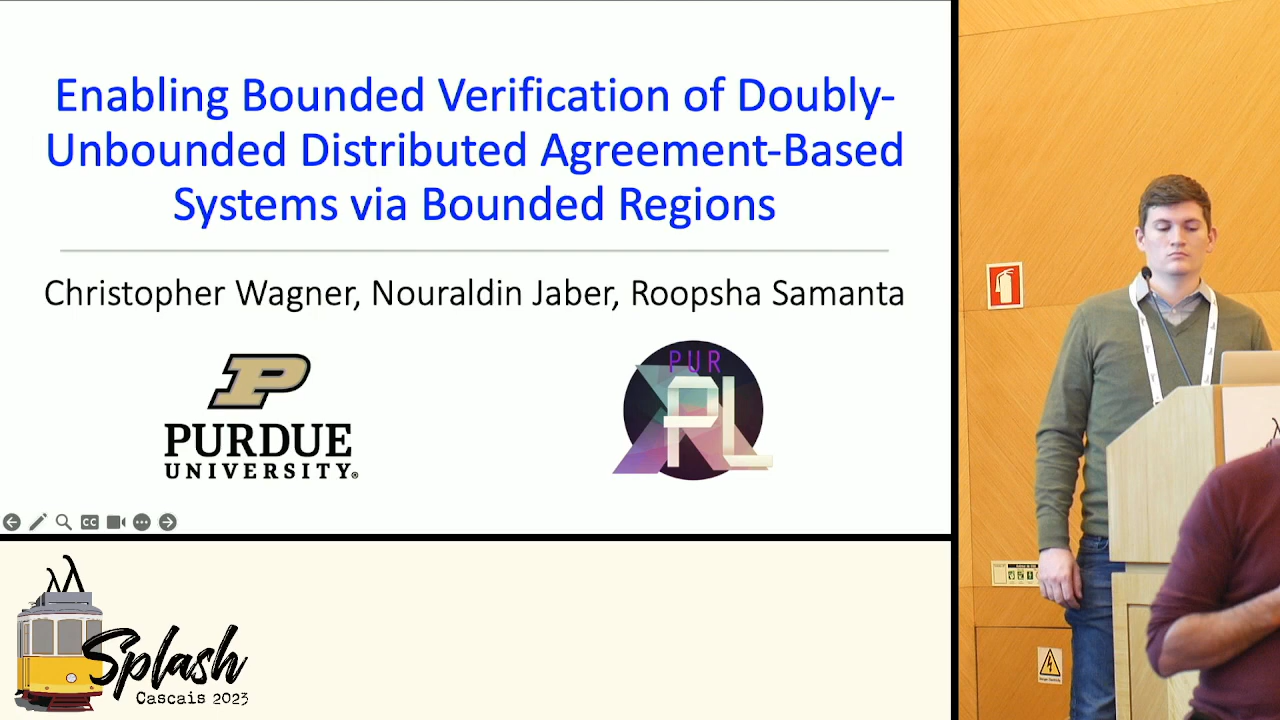 Enabling Bounded Verification of Doubly-
Unbounded Distributed Agreement-Based
Systems via Bounded Regions
Christopher Wagner, Nouraldin Jaber, Roopsha Samanta
PURDUE
UNIVERSITY®
PUR
PL
CC
Splash
Cascais 2023